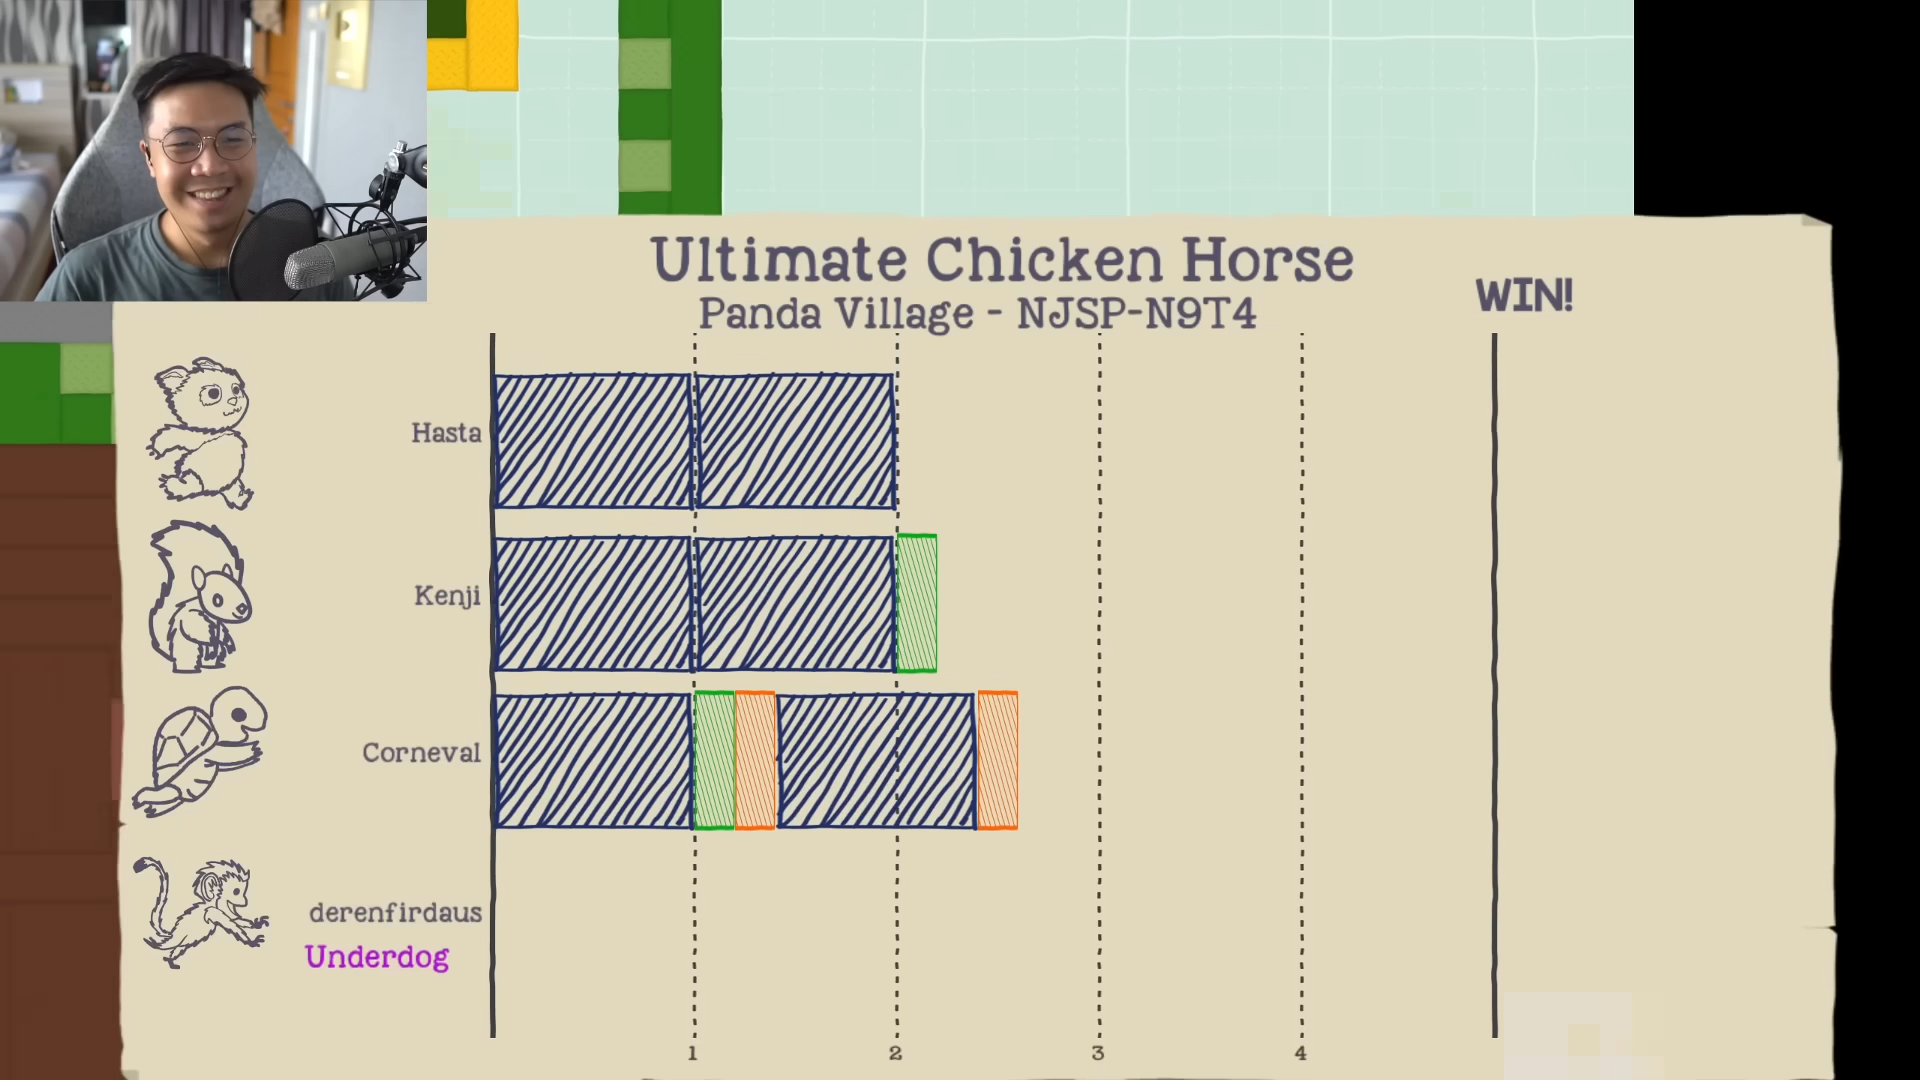 Ultimate Chicken Horse
Panda Village - NJSP-N9T4
WIN!
Hasta
Kenji
Corneval
derenfirdaus
Underdog
1 2 3 4